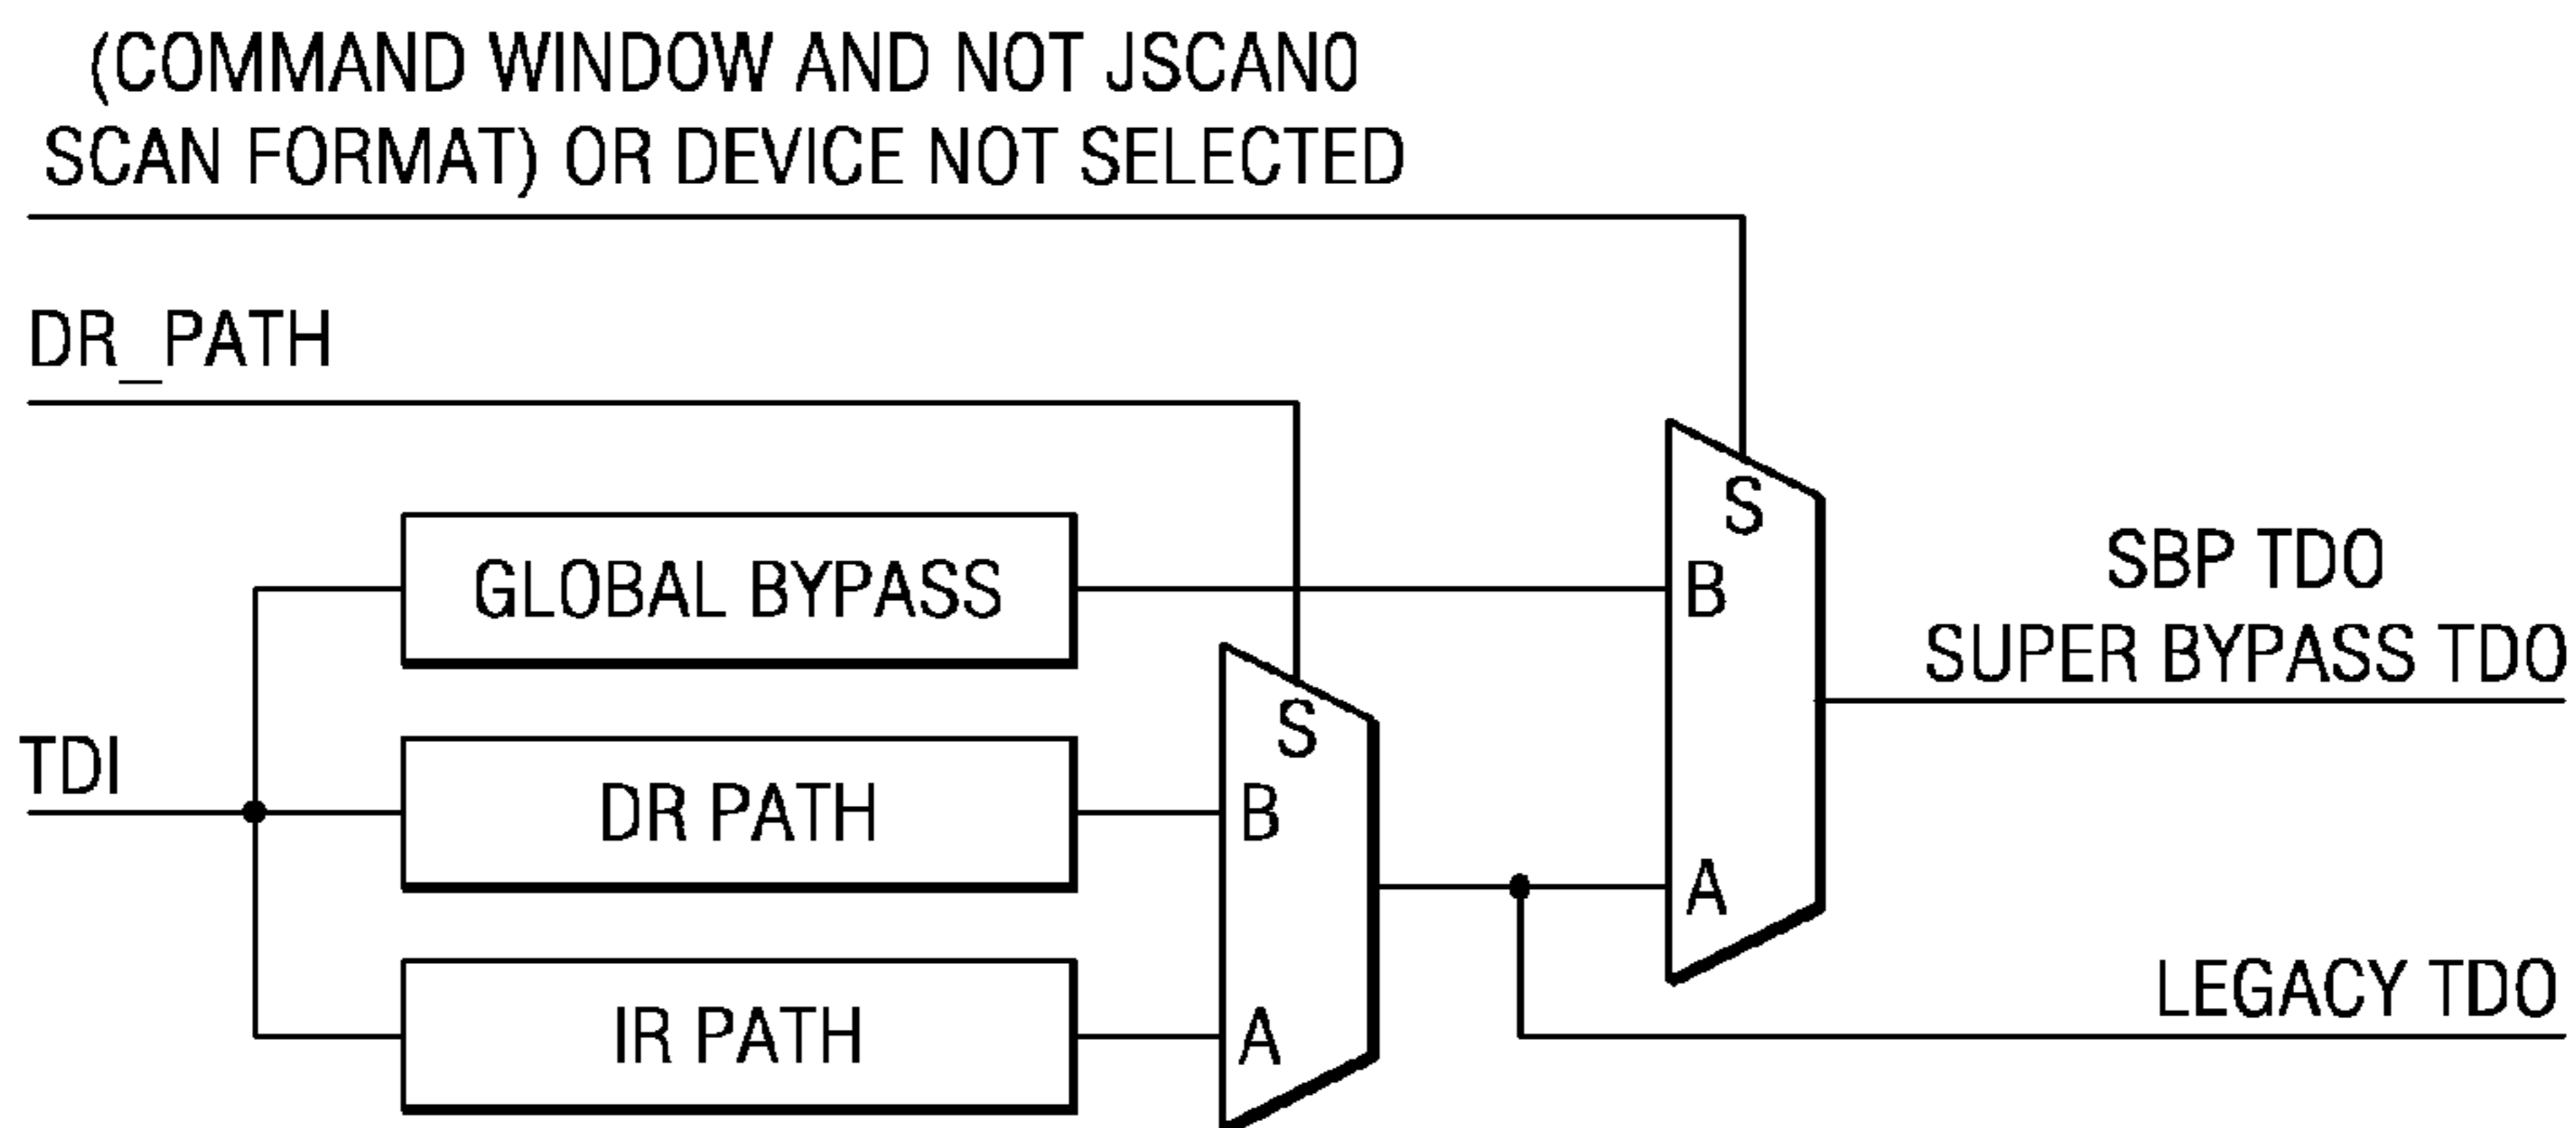 (COMMAND WINDOW AND NOT JSCAN0
SCAN FORMAT) OR DEVICE NOT SELECTED
DR_PATH
S
GLOBAL BYPASS
B
SBP TDO
SUPER BYPASS TDO
S
TDI
DR PATH
B
A
LEGACY TDO
IR PATH
A